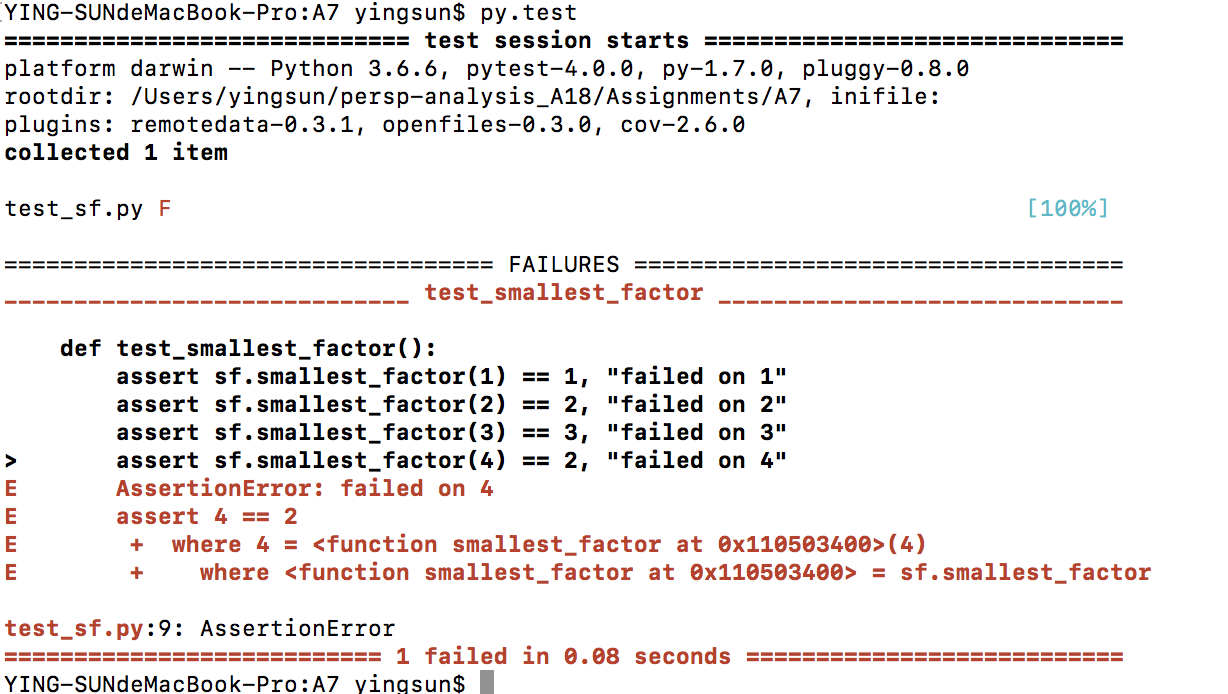 YING-SUNdeMacBook-Pro:A7 yingsun$ py.test
============================= test session starts ==============================
platform darwin -- Python 3.6.6, pytest-4.0.0, py-1.7.0, pluggy-0.8.0
rootdir: /Users/yingsun/persp-analysis_A18/Assignments/A7, inifile:
plugins: remotedata-0.3.1, openfiles-0.3.0, cov-2.6.0
collected 1 item

test_sf.py F                                                             [100%]

=================================== FAILURES ===================================
_____________________________ test_smallest_factor _____________________________

    def test_smallest_factor():
        assert sf.smallest_factor(1) == 1, "failed on 1"
        assert sf.smallest_factor(2) == 2, "failed on 2"
        assert sf.smallest_factor(3) == 3, "failed on 3"
>       assert sf.smallest_factor(4) == 2, "failed on 4"
E       AssertionError: failed on 4
E       assert 4 == 2
E        +  where 4 = <function smallest_factor at 0x110503400>(4)
E        +    where <function smallest_factor at 0x110503400> = sf.smallest_factor

test_sf.py:9: AssertionError
=========================== 1 failed in 0.08 seconds ===========================
YING-SUNdeMacBook-Pro:A7 yingsun$